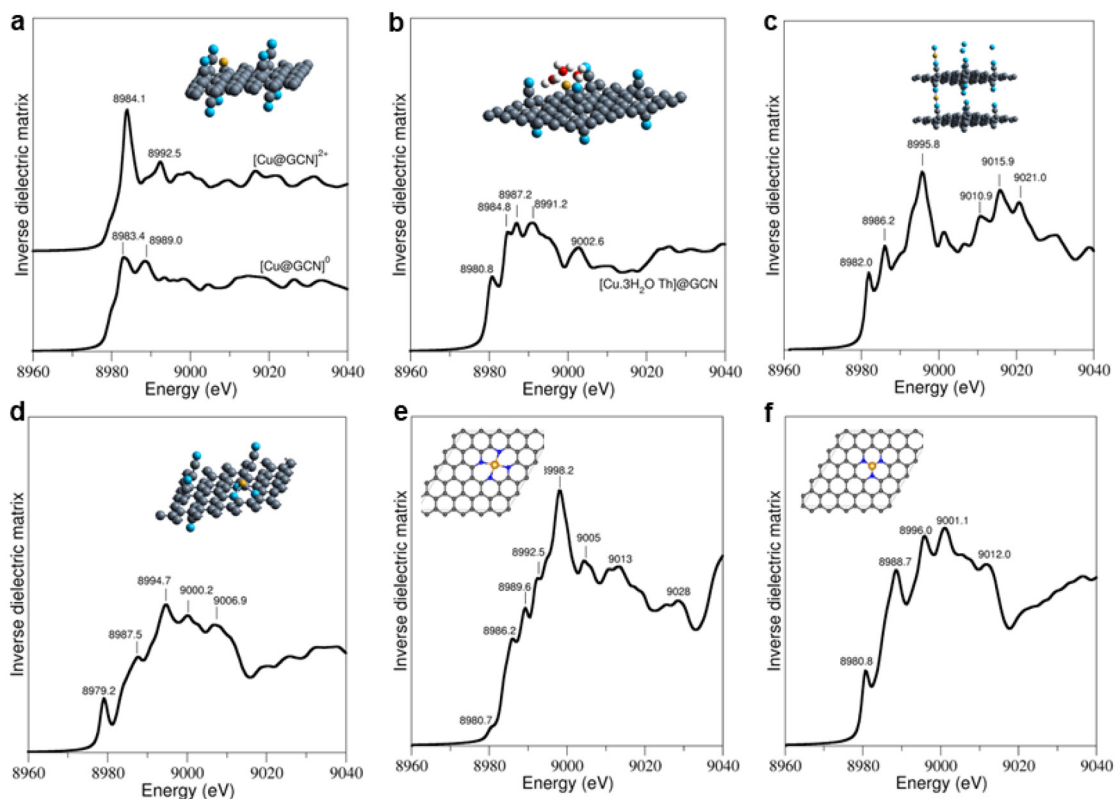 a
Inverse dielectric matrix
8984.1
8992.5
[Cu@GCN]²⁺
8983.4
8989.0
[Cu@GCN]⁰
8960 8980 9000 9020 9040
Energy (eV)
b
Inverse dielectric matrix
8980.8
8984.8
8987.2
8991.2
9002.6
[Cu.3H₂O Th]@GCN
8960 8980 9000 9020 9040
Energy (eV)
c
Inverse dielectric matrix
8982.0
8986.2
8995.8
9010.9
9015.9
9021.0
8960 8980 9000 9020 9040
Energy (eV)
d
Inverse dielectric matrix
8979.2
8987.5
8994.7
9000.2
9006.9
8960 8980 9000 9020 9040
Energy (eV)
e
Inverse dielectric matrix
8980.7
8986.2
8989.6
8992.5
8998.2
9005
9013
9028
8960 8980 9000 9020 9040
Energy (eV)
f
Inverse dielectric matrix
8980.8
8988.7
8996.0
9001.1
9012.0
8960 8980 9000 9020 9040
Energy (eV)